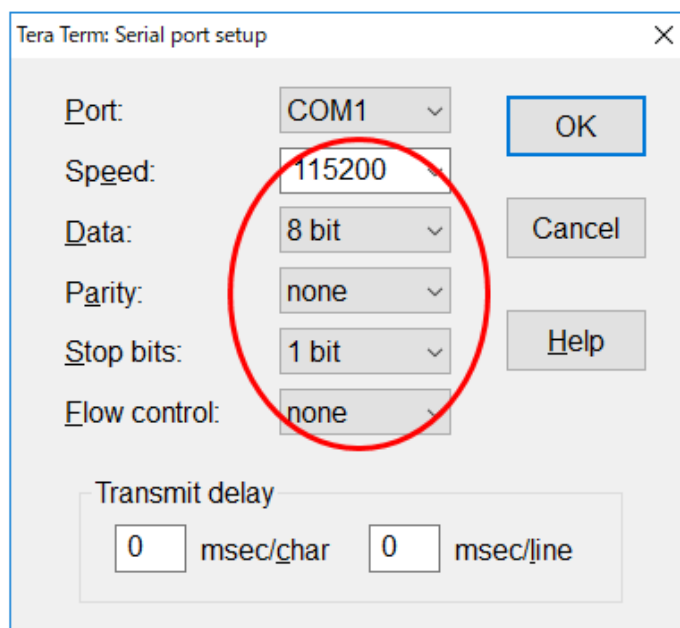 Tera Term: Serial port setup
Port: COM1
OK
Speed: 115200
Data: 8 bit
Cancel
Parity: none
Stop bits: 1 bit
Help
Flow control: none
Transmit delay
0 msec/char 0 msec/line